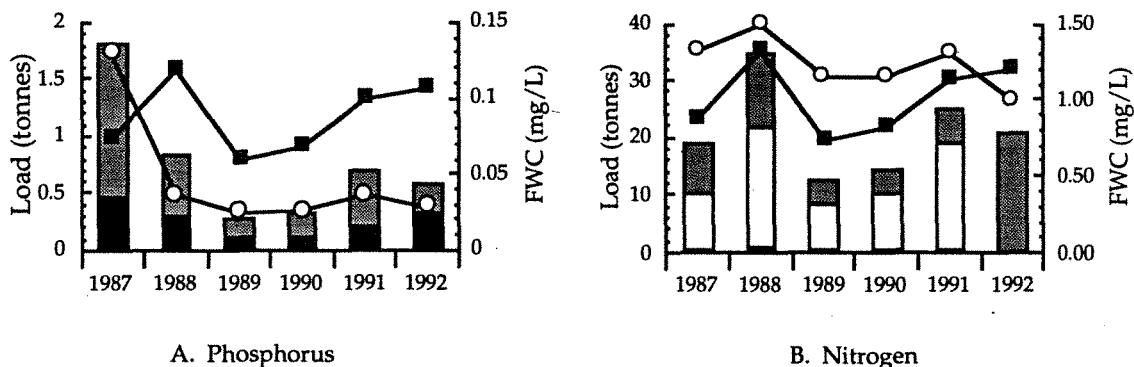 2
1.5
1
0.5
0
Load (tonnes)
0.15
0.1
0.05
0
FWC (mg/L)
1987 1988 1989 1990 1991 1992
A. Phosphorus
40
30
20
10
0
Load (tonnes)
1.50
1.00
0.50
0.00
FWC (mg/L)
1987 1988 1989 1990 1991 1992
B. Nitrogen